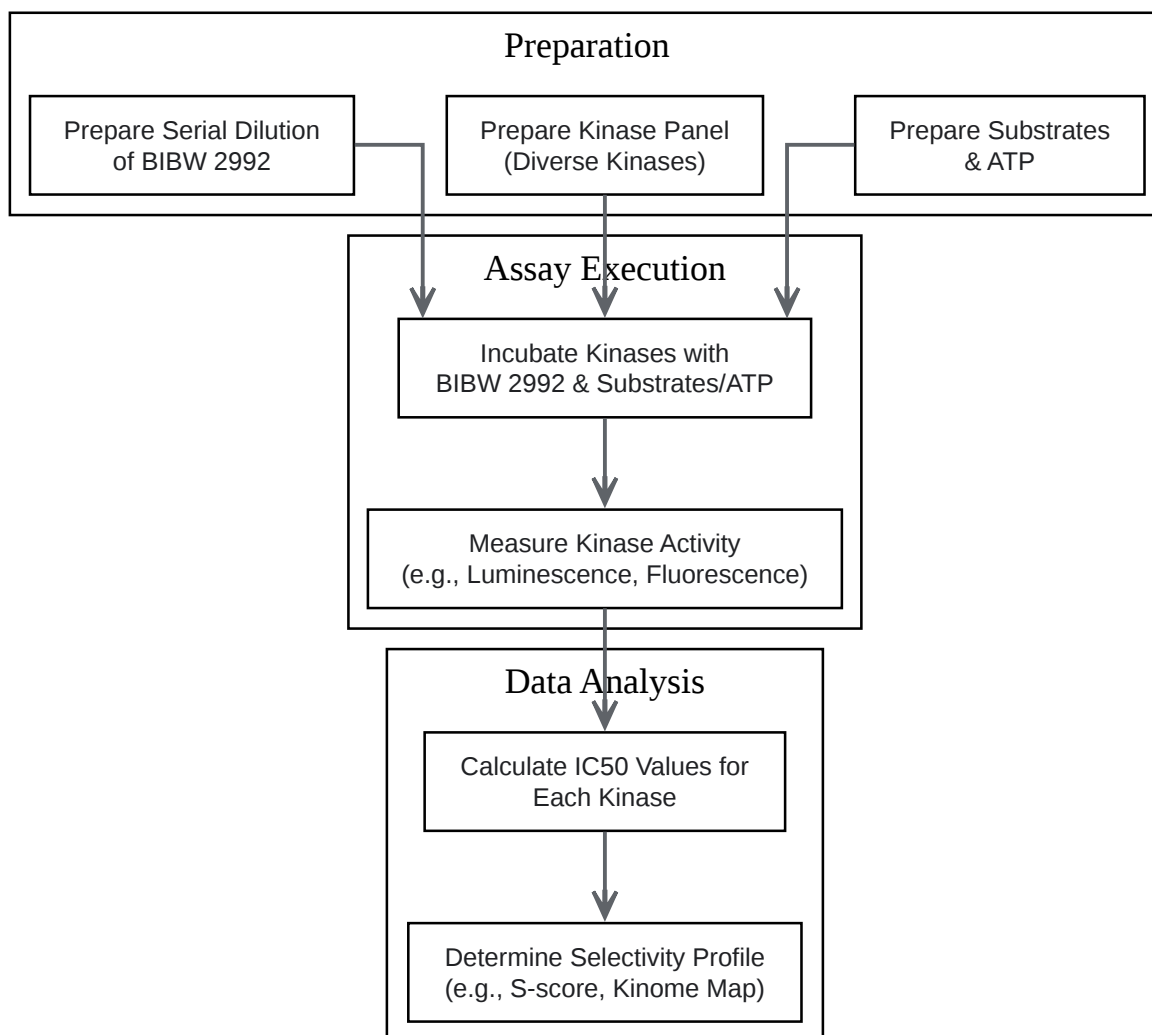 Preparation
Prepare Serial Dilution
of BIBW 2992
Prepare Kinase Panel
(Diverse Kinases)
Prepare Substrates
& ATP
Assay Execution
Incubate Kinases with
BIBW 2992 & Substrates/ATP
Measure Kinase Activity
(e.g., Luminescence, Fluorescence)
Data Analysis
Calculate IC50 Values for
Each Kinase
Determine Selectivity Profile
(e.g., S-score, Kinome Map)